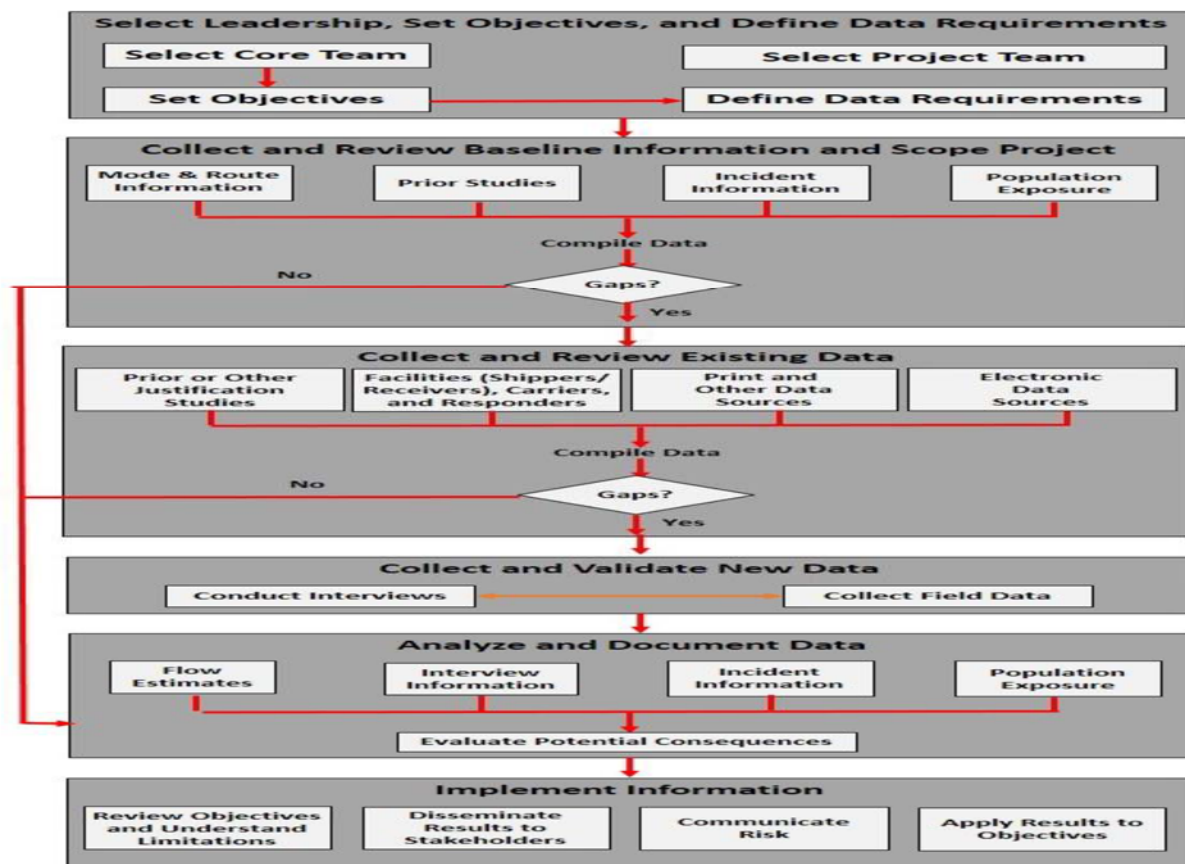 Select Leadership, Set Objectives, and Define Data Requirements
Select Core Team
Select Project Team
Set Objectives
Define Data Requirements
Collect and Review Baseline Information and Scope Project
Mode & Route
Information
Prior Studies
Incident
Information
Population
Exposure
Compile Data
No
Gaps?
Yes
Collect and Review Existing Data
Prior or Other
Justification
Studies
Facilities (Shippers/
Receivers), Carriers,
and Responders
Print and
Other Data
Sources
Electronic
Data
Sources
Compile Data
No
Gaps?
Yes
Collect and Validate New Data
Conduct Interviews
Collect Field Data
Analyze and Document Data
Flow
Estimates
Interview
Information
Incident
Information
Population
Exposure
Evaluate Potential Consequences
Implement Information
Review Objectives
and Understand
Limitations
Disseminate
Results to
Stakeholders
Communicate
Risk
Apply Results to
Objectives